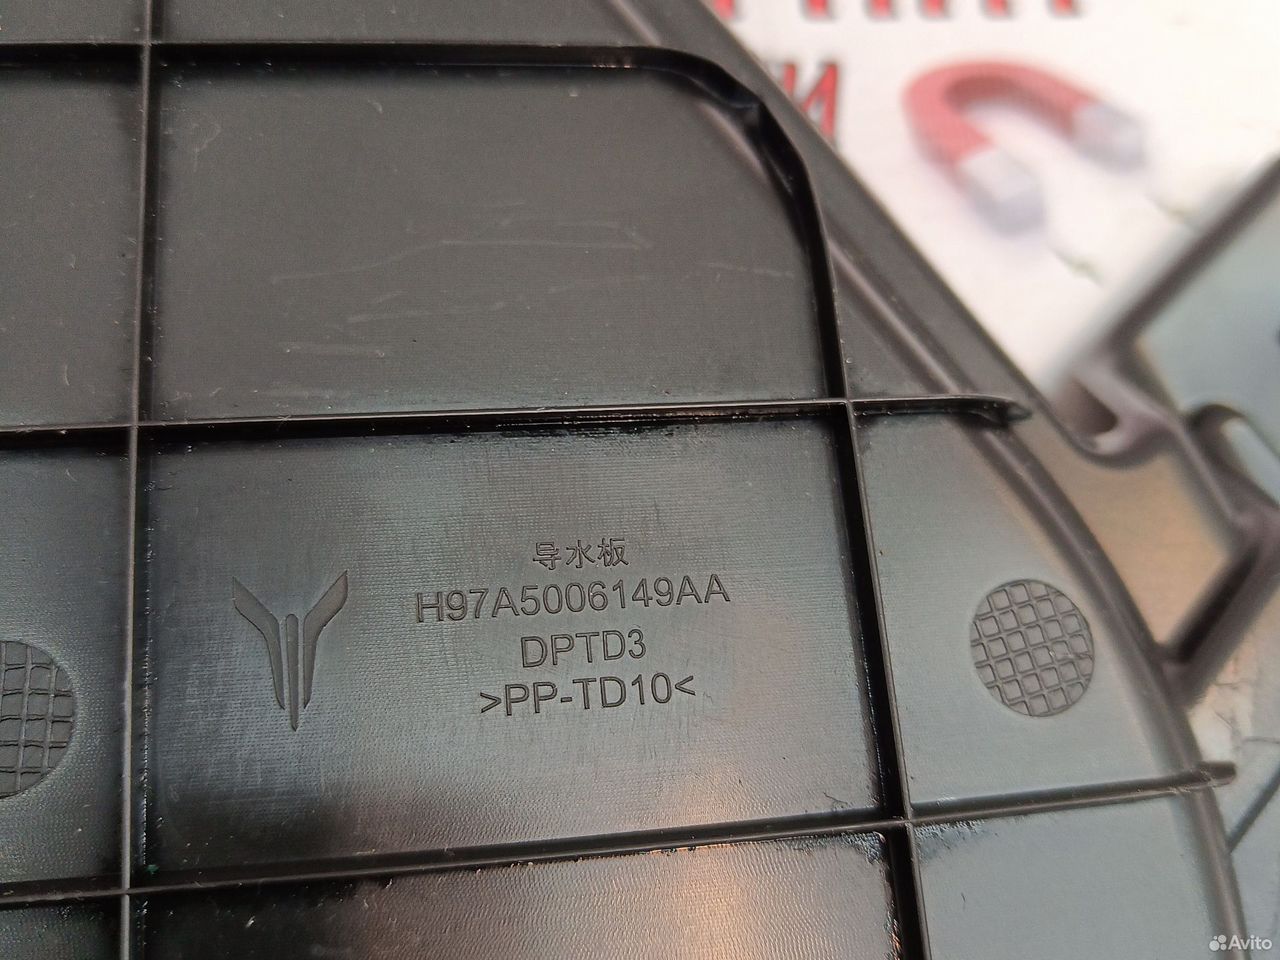 导水板
H97A5006149AA
DPTD3
>PP-TD10<
Avito